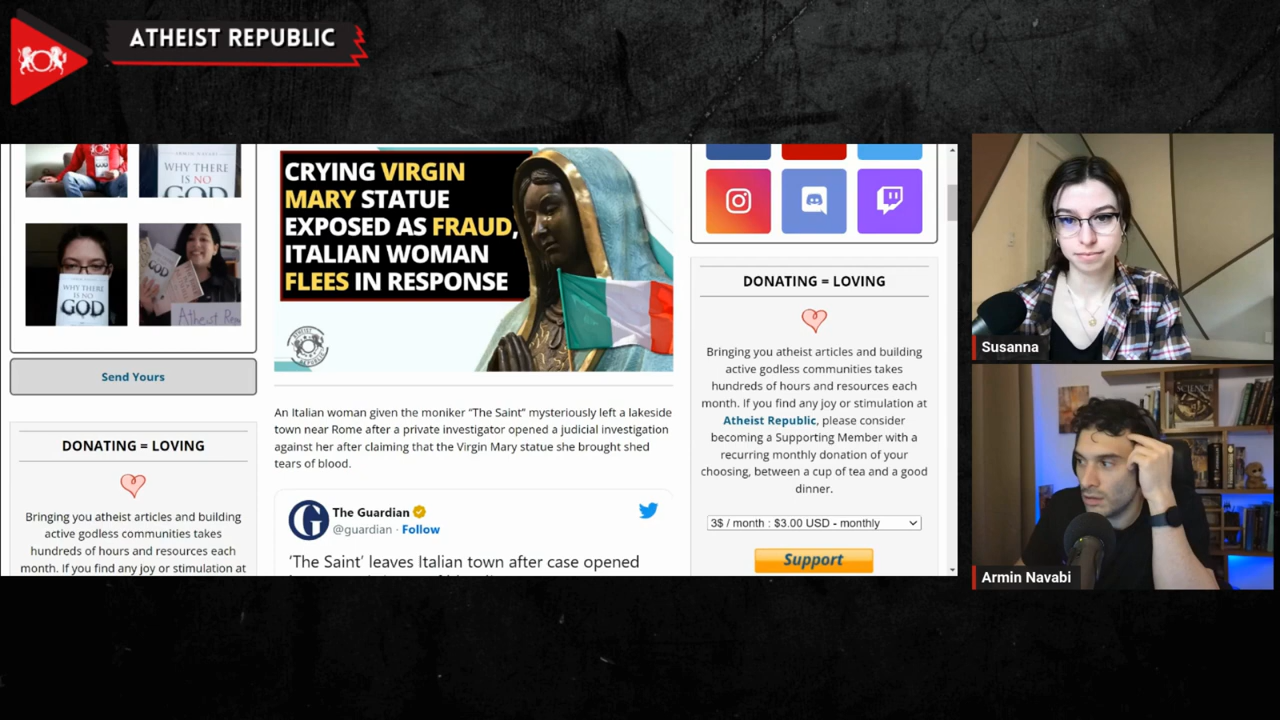 ATHEIST REPUBLIC
WHY THERE
IS NO
GOD
WHY THERE
IS NO
GOD
GOD
Send Yours
DONATING = LOVING
Bringing you atheist articles and building
active godless communities takes
hundreds of hours and resources each
month. If you find any joy or stimulation at
CRYING VIRGIN
MARY STATUE
EXPOSED AS FRAUD,
ITALIAN WOMAN
FLEES IN RESPONSE
ATHEIST
REPUBLIC
An Italian woman given the moniker “The Saint” mysteriously left a lakeside
town near Rome after a private investigator opened a judicial investigation
against her after claiming that the Virgin Mary statue she brought shed
tears of blood.
The Guardian
@guardian · Follow
‘The Saint’ leaves Italian town after case opened
DONATING = LOVING
Bringing you atheist articles and building
active godless communities takes
hundreds of hours and resources each
month. If you find any joy or stimulation at
Atheist Republic, please consider
becoming a Supporting Member with a
recurring monthly donation of your
choosing, between a cup of tea and a good
dinner.
3$ / month : $3.00 USD - monthly
Support
Susanna
SCIENCE
Armin Navabi